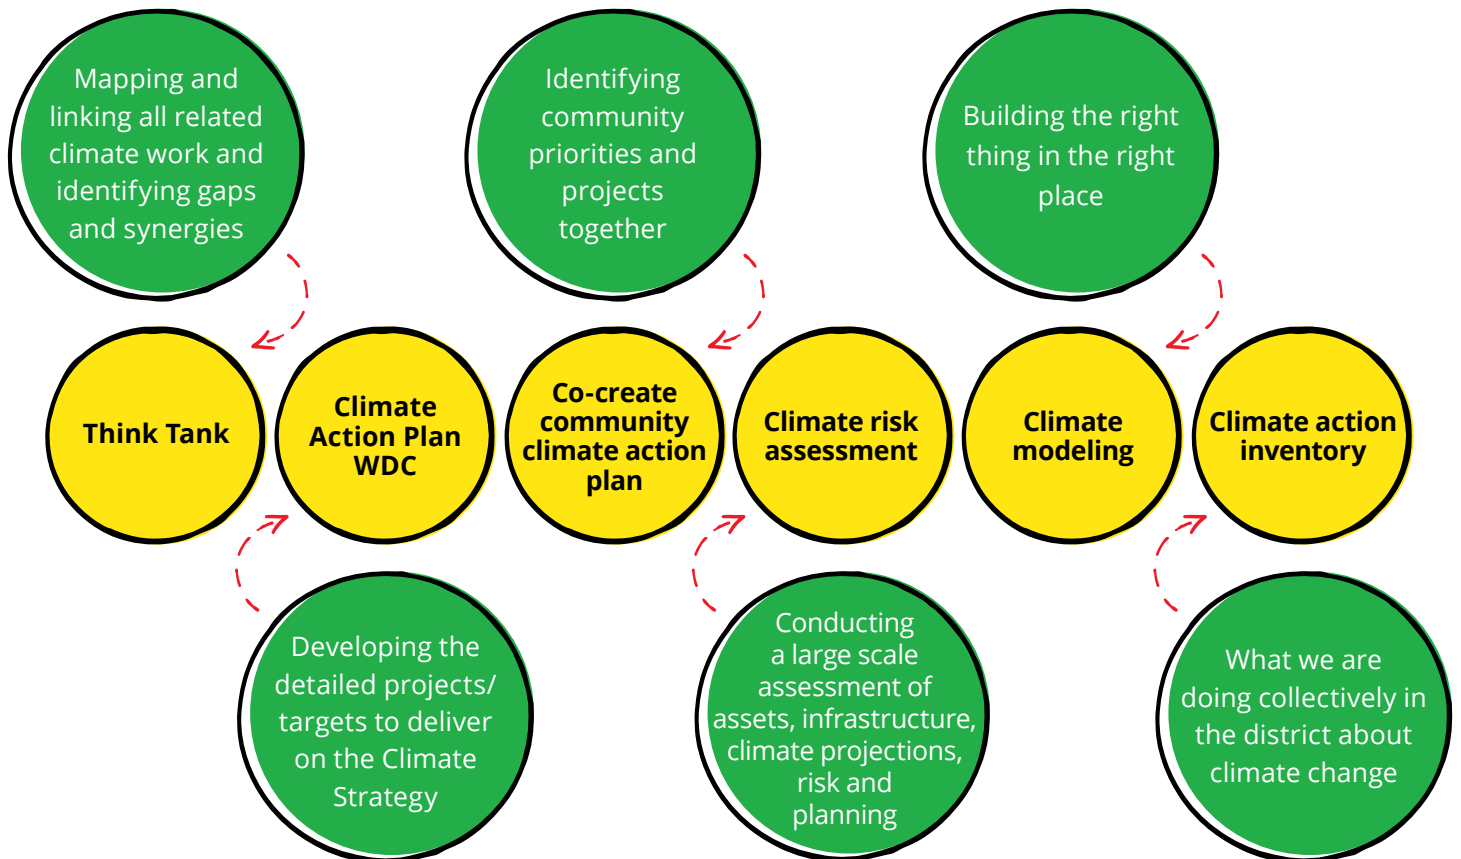 Mapping and
linking all related
climate work and
identifying gaps
and synergies
Identifying
community
priorities and
projects
together
Building the right
thing in the right
place
Think Tank
Climate
Action Plan
WDC
Co-create
community
climate action
plan
Climate risk
assessment
Climate
modeling
Climate action
inventory
Developing the
detailed projects/
targets to deliver
on the Climate
Strategy
Conducting
a large scale
assessment of
assets, infrastructure,
climate projections,
risk and
planning
What we are
doing collectively in
the district about
climate change